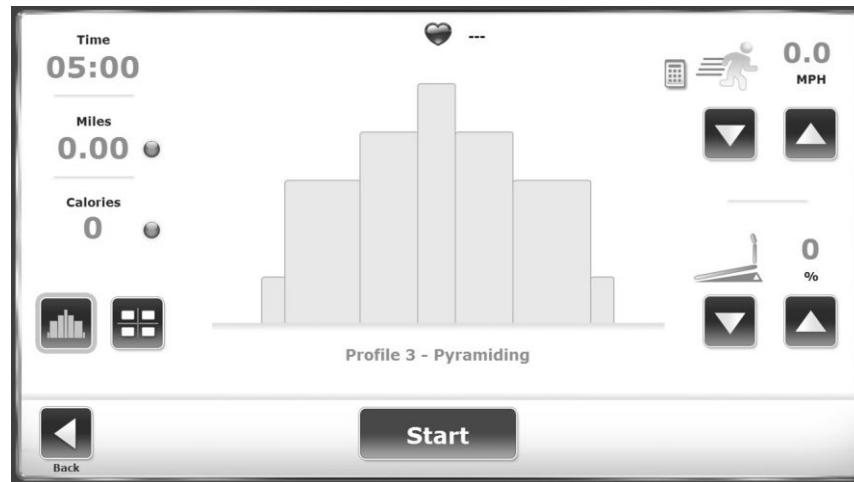 Time
05:00
Miles
0.00
Calories
0
---
0.0
MPH
0
%
Profile 3 - Pyramiding
Start
Back